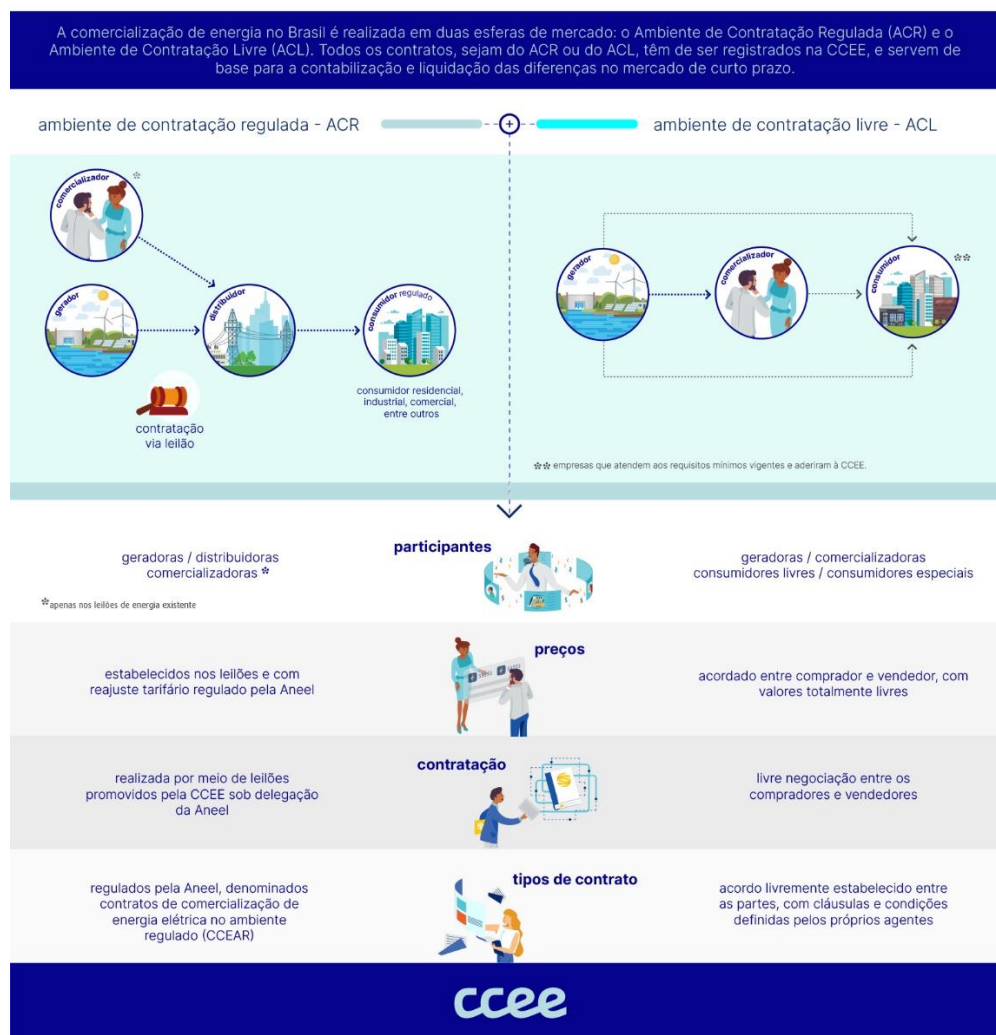 A comercialização de energia no Brasil é realizada em duas esferas de mercado: o Ambiente de Contratação Regulada (ACR) e o
Ambiente de Contratação Livre (ACL). Todos os contratos, sejam do ACR ou do ACL, têm de ser registrados na CCEE, e servem de
base para a contabilização e liquidação das diferenças no mercado de curto prazo.
ambiente de contratação regulada - ACR
ambiente de contratação livre - ACL
comercializador *
gerador
distribuidor
consumidor regulado
contratação
via leilão
consumidor residencial,
industrial, comercial,
entre outros
gerador
comercializador
consumidor **
** empresas que atendem aos requisitos mínimos vigentes e aderiram à CCEE.
participantes
geradoras / distribuidoras
comercializadoras *
*apenas nos leilões de energia existente
geradoras / comercializadoras
consumidores livres / consumidores especiais
preços
estabelecidos nos leilões e com
reajuste tarifário regulado pela Aneel
acordado entre comprador e vendedor, com
valores totalmente livres
contratação
realizada por meio de leilões
promovidos pela CCEE sob delegação
da Aneel
livre negociação entre os
compradores e vendedores
tipos de contrato
regulados pela Aneel, denominados
contratos de comercialização de
energia elétrica no ambiente
regulado (CCEAR)
acordo livremente estabelecido entre
as partes, com cláusulas e condições
definidas pelos próprios agentes
ccee